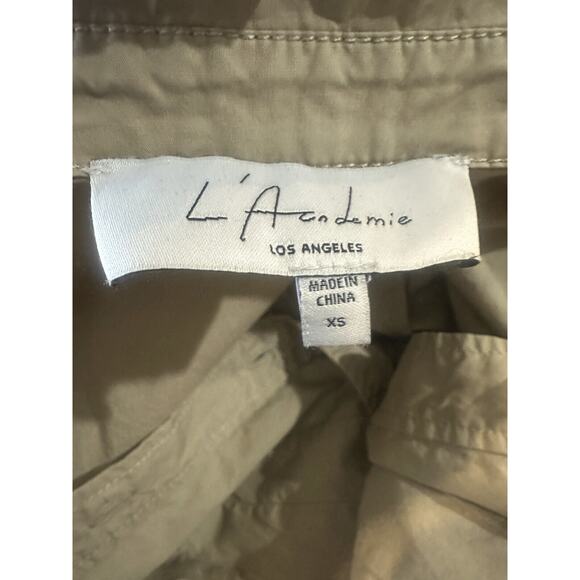 L'Academie
LOS ANGELES
MADE IN
CHINA
XS